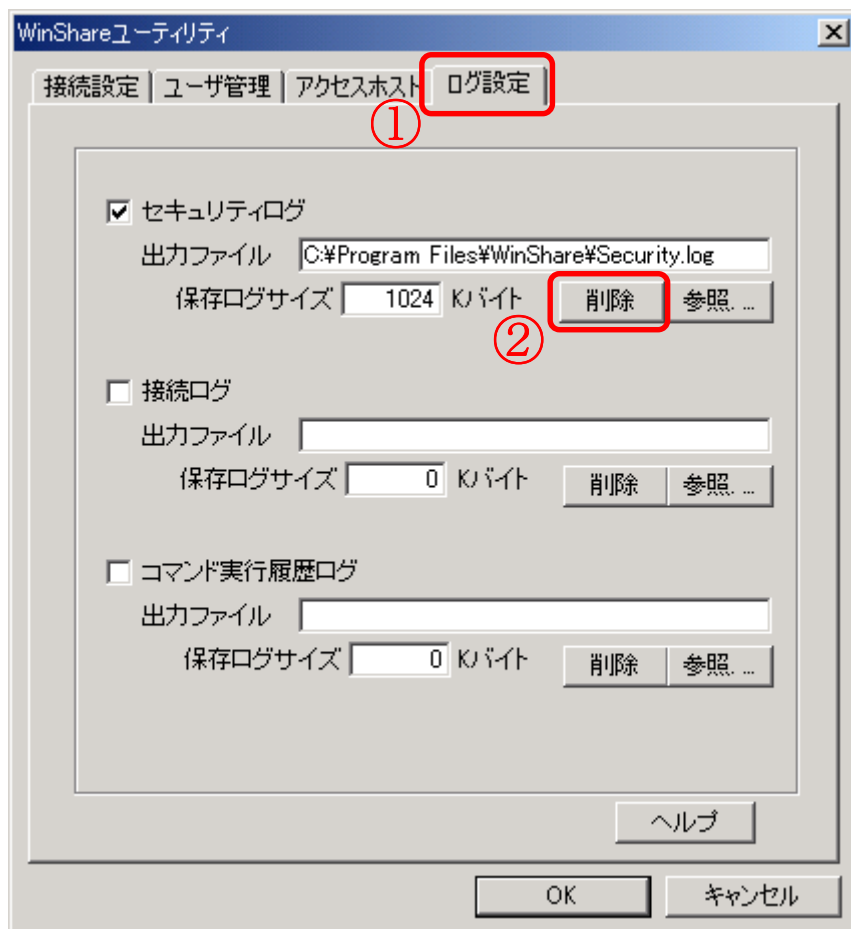 WinShareユーティリティ
接続設定 ユーザ管理 アクセスホスト ログ設定
①
セキュリティログ
出力ファイル C:¥Program Files¥WinShare¥Security.log
保存ログサイズ 1024 Kバイト 削除 参照. ...
②
接続ログ
出力ファイル
保存ログサイズ 0 Kバイト 削除 参照. ...
コマンド実行履歴ログ
出力ファイル
保存ログサイズ 0 Kバイト 削除 参照. ...
ヘルプ
OK キャンセル